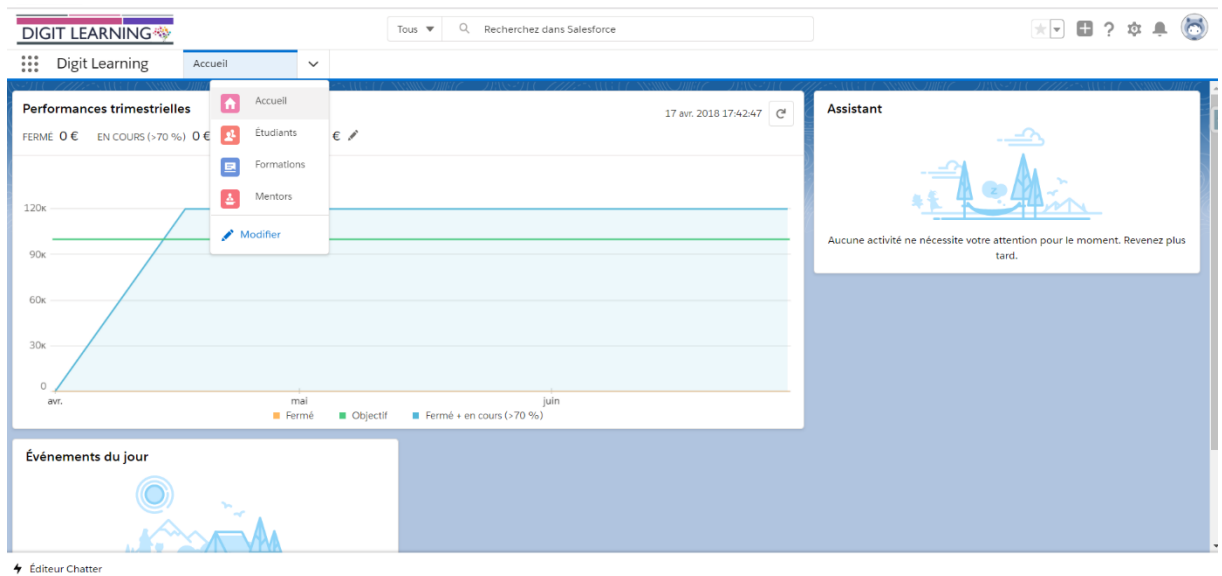 DIGIT LEARNING
Tous
Recherchez dans Salesforce
Digit Learning
Accueil
Performances trimestrielles
17 avr. 2018 17:42:47
FERMÉ 0 € EN COURS (>70 %) 0 €
€
Accueil
Étudiants
Formations
Mentors
Modifier
120K
90K
60K
30K
0
avr.
mai
juin
Fermé
Objectif
Fermé + en cours (>70 %)
Assistant
Aucune activité ne nécessite votre attention pour le moment. Revenez plus
tard.
Événements du jour
Éditeur Chatter